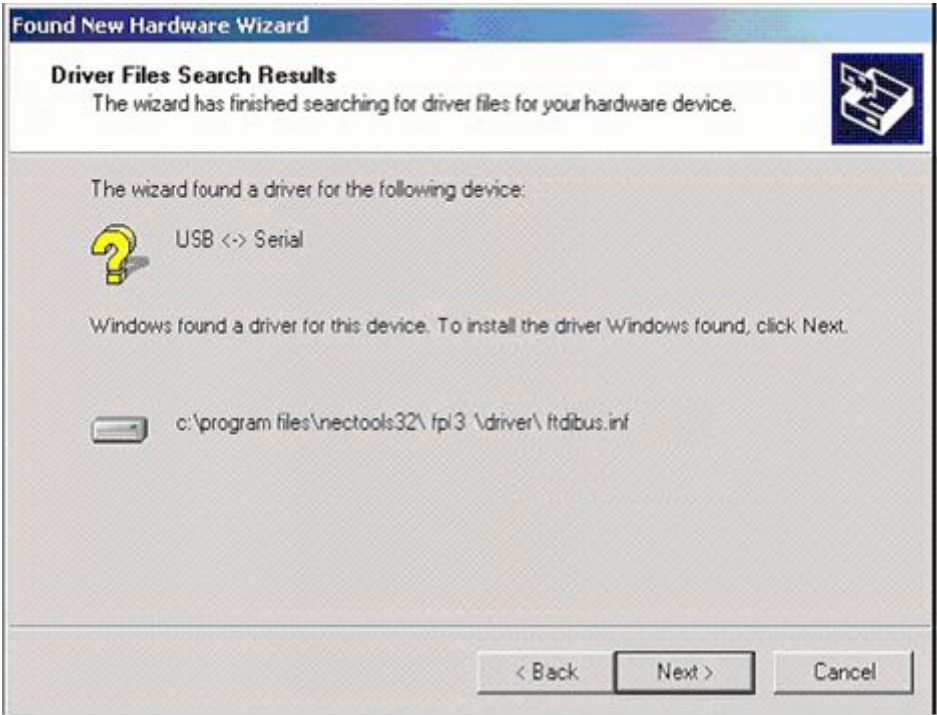 Found New Hardware Wizard
Driver Files Search Results
The wizard has finished searching for driver files for your hardware device.
The wizard found a driver for the following device:
USB <-> Serial
Windows found a driver for this device. To install the driver Windows found, click Next.
c:\program files\nectools32\ fpl3 \driver\ ftdibus.inf
< Back
Next >
Cancel